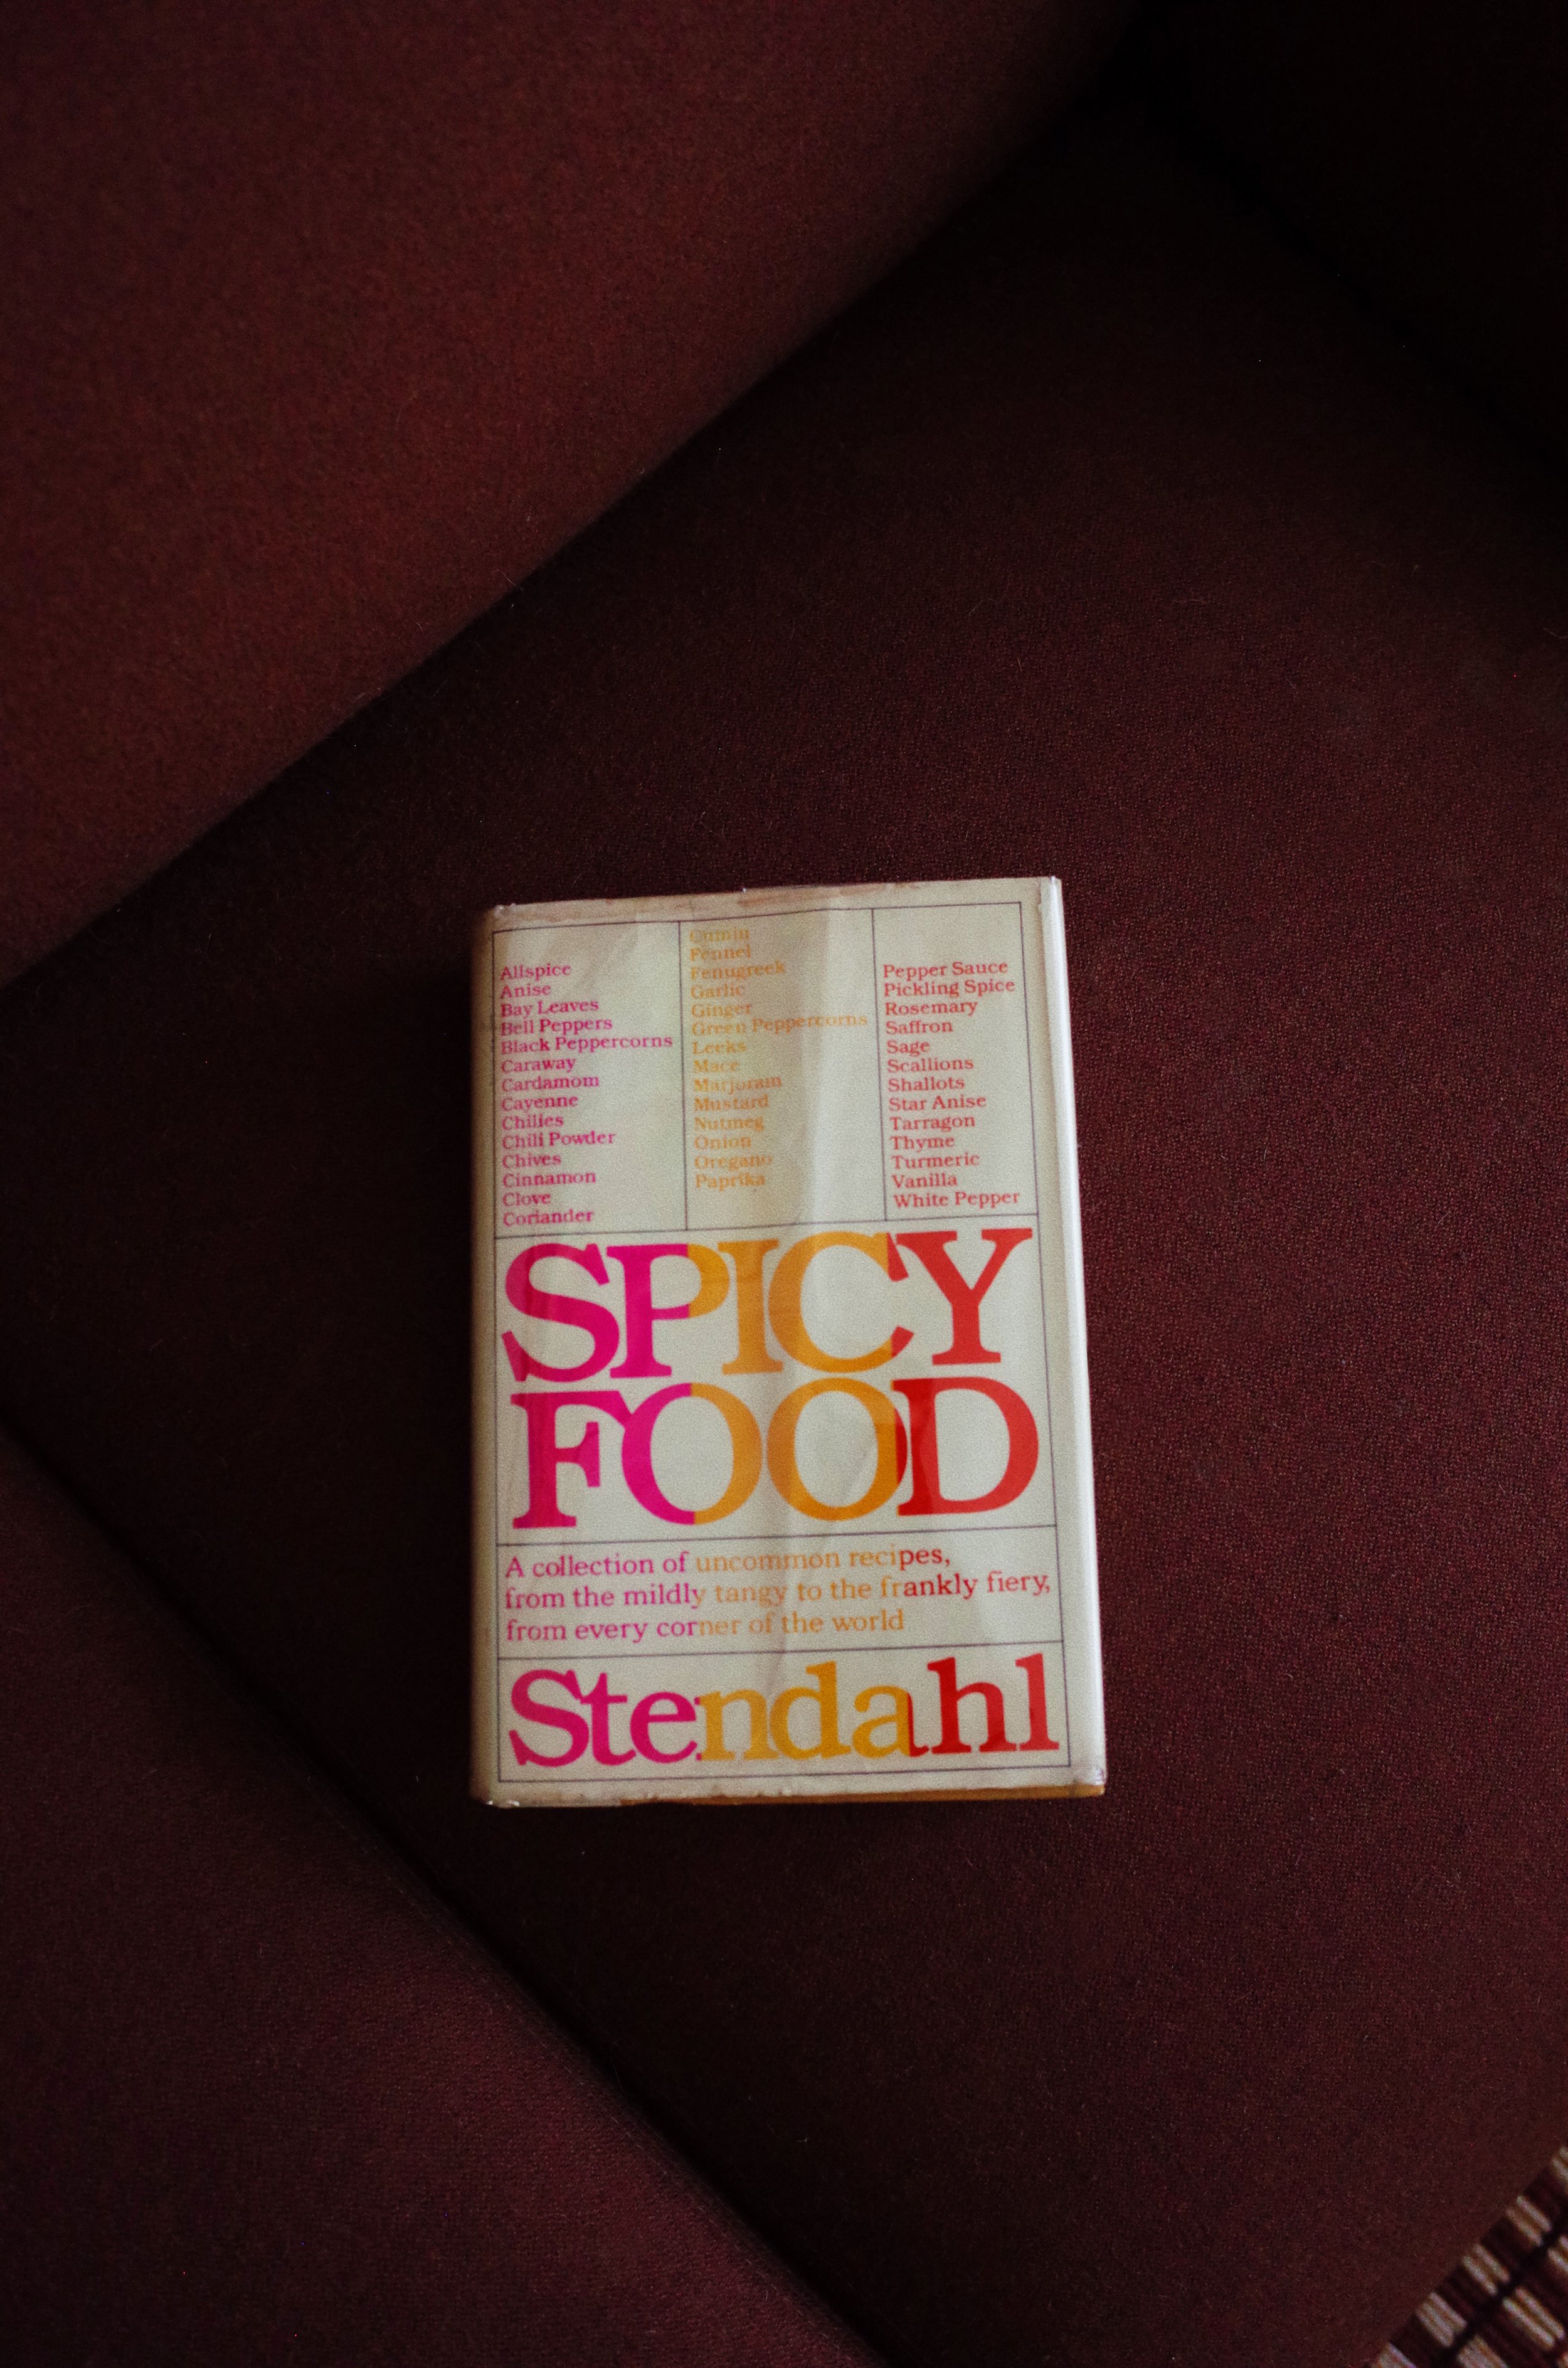 Allspice
Anise
Bay Leaves
Bell Peppers
Black Peppercorns
Caraway
Cardamom
Cayenne
Chilies
Chili Powder
Chives
Cinnamon
Clove
Coriander
Cumin
Fennel
Fenugreek
Garlic
Ginger
Green Peppercorns
Leeks
Mace
Marjoram
Mustard
Nutmeg
Onion
Oregano
Paprika
Pepper Sauce
Pickling Spice
Rosemary
Saffron
Sage
Scallions
Shallots
Star Anise
Tarragon
Thyme
Turmeric
Vanilla
White Pepper
SPICY
FOOD
A collection of uncommon recipes,
from the mildly tangy to the frankly fiery,
from every corner of the world
Stendahl